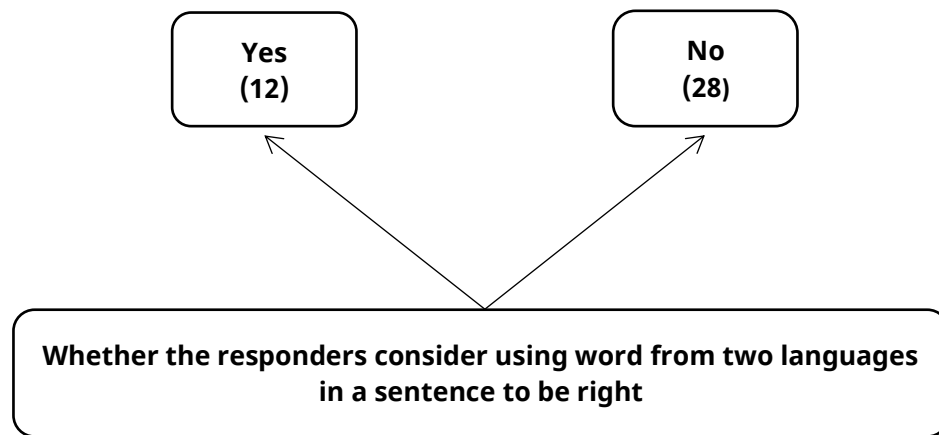 Yes
(12)
No
(28)
Whether the responders consider using word from two languages
in a sentence to be right